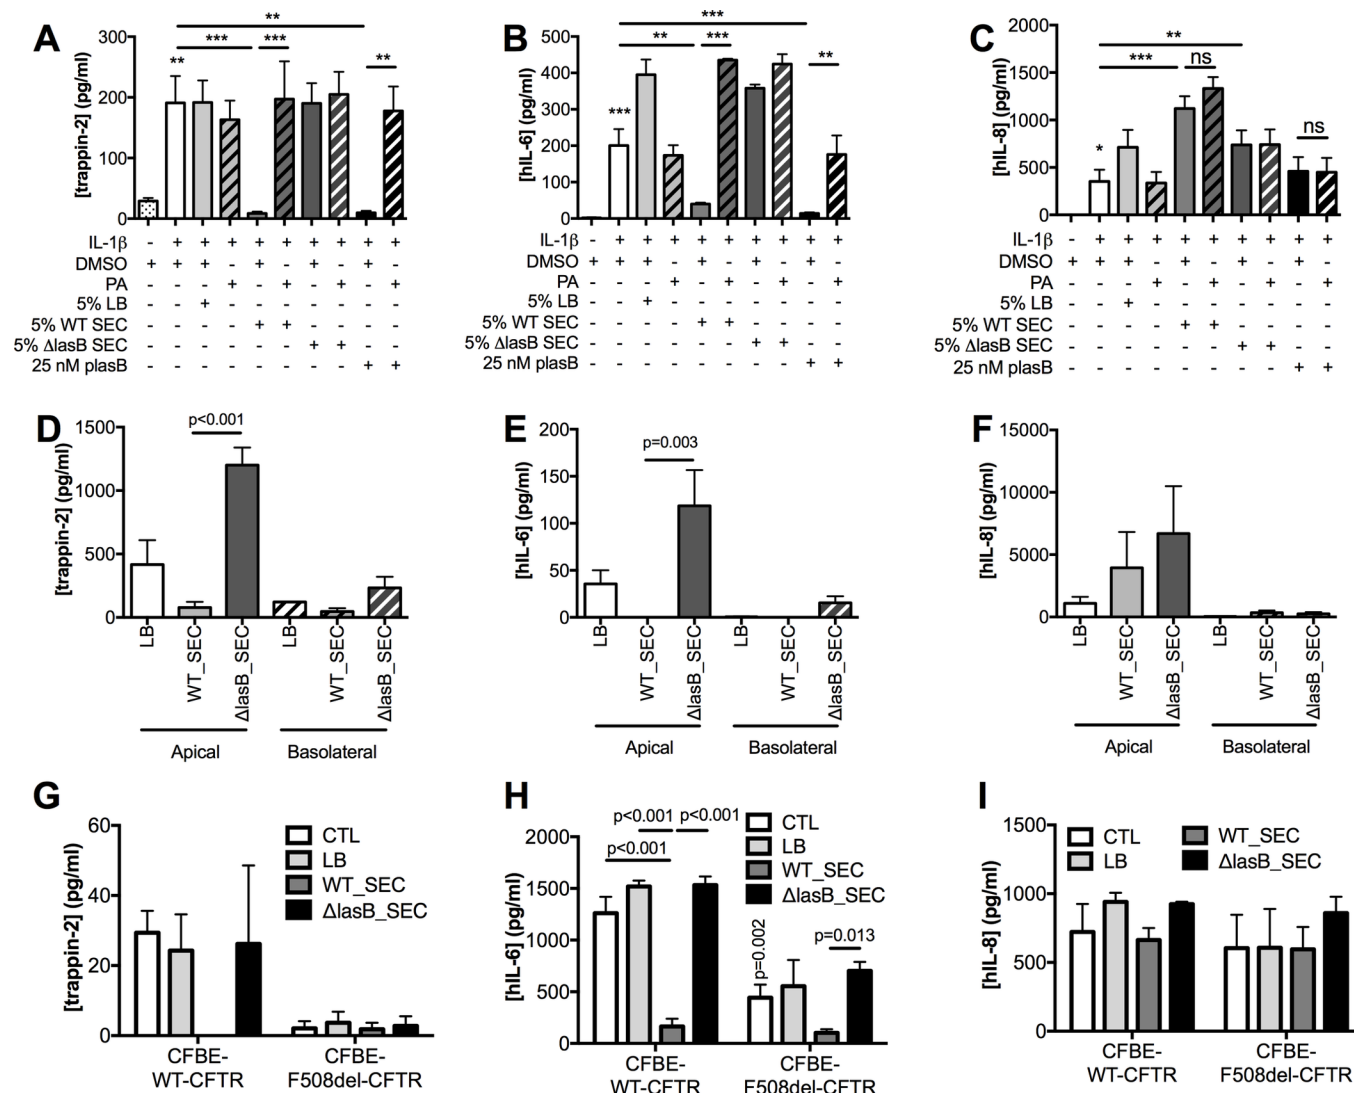 A
**
***
***
**
**
[trappin-2] (pg/ml)
300
200
100
0
IL-1β - + + + + + + + + +
DMSO + + + - + - + - + -
PA - - - + - + - + - +
5% LB - - + - - - - - - -
5% WT SEC - - - - + + - - - -
5% ΔlasB SEC - - - - - - + + - -
25 nM plasB - - - - - - - - + +
B
***
**
***
**
***
[hIL-6] (pg/ml)
500
400
300
200
100
0
IL-1β - + + + + + + + + +
DMSO + + + - + - + - + -
PA - - - + - + - + - +
5% LB - - + - - - - - - -
5% WT SEC - - - - + + - - - -
5% ΔlasB SEC - - - - - - + + - -
25 nM plasB - - - - - - - - + +
C
**
***
ns
*
ns
[hIL-8] (pg/ml)
2000
1500
1000
500
0
IL-1β - + + + + + + + + +
DMSO + + + - + - + - + -
PA - - - + - + - + - +
5% LB - - + - - - - - - -
5% WT SEC - - - - + + - - - -
5% ΔlasB SEC - - - - - - + + - -
25 nM plasB - - - - - - - - + +
D
p<0.001
[trappin-2] (pg/ml)
1500
1000
500
0
LB
WT_SEC
ΔlasB_SEC
LB
WT_SEC
ΔlasB_SEC
Apical
Basolateral
E
p=0.003
[hIL-6] (pg/ml)
200
150
100
50
0
LB
WT_SEC
ΔlasB_SEC
LB
WT_SEC
ΔlasB_SEC
Apical
Basolateral
F
[hIL-8] (pg/ml)
15000
10000
5000
0
LB
WT_SEC
ΔlasB_SEC
LB
WT_SEC
ΔlasB_SEC
Apical
Basolateral
G
[trappin-2] (pg/ml)
60
40
20
0
CTL
LB
WT_SEC
ΔlasB_SEC
CFBE-
WT-CFTR
CFBE-
F508del-CFTR
H
p<0.001
p<0.001
p<0.001
p=0.002
p=0.013
[hIL-6] (pg/ml)
2000
1500
1000
500
0
CTL
LB
WT_SEC
ΔlasB_SEC
CFBE-
WT-CFTR
CFBE-
F508del-CFTR
I
[hIL-8] (pg/ml)
1500
1000
500
0
CTL
LB
WT_SEC
ΔlasB_SEC
CFBE-
WT-CFTR
CFBE-
F508del-CFTR